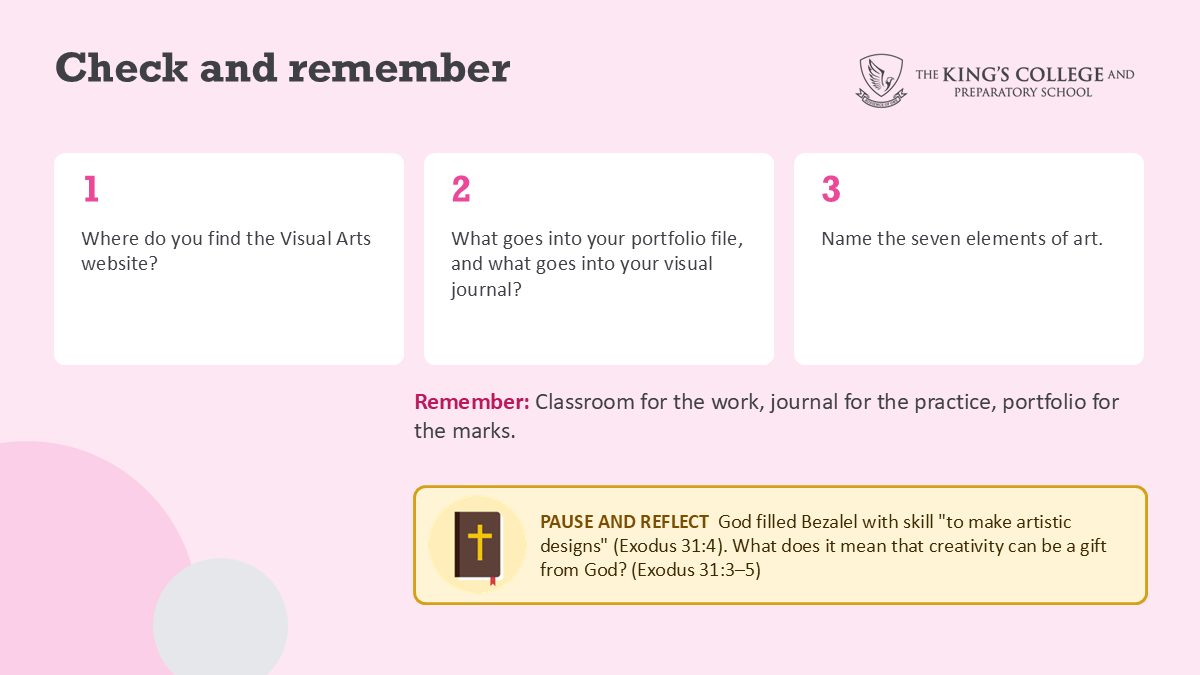 Check and remember
THE KING'S COLLEGE AND
PREPARATORY SCHOOL
1
Where do you find the Visual Arts
website?
2
What goes into your portfolio file,
and what goes into your visual
journal?
3
Name the seven elements of art.
Remember: Classroom for the work, journal for the practice, portfolio for
the marks.
PAUSE AND REFLECT God filled Bezalel with skill "to make artistic
designs" (Exodus 31:4). What does it mean that creativity can be a gift
from God? (Exodus 31:3–5)